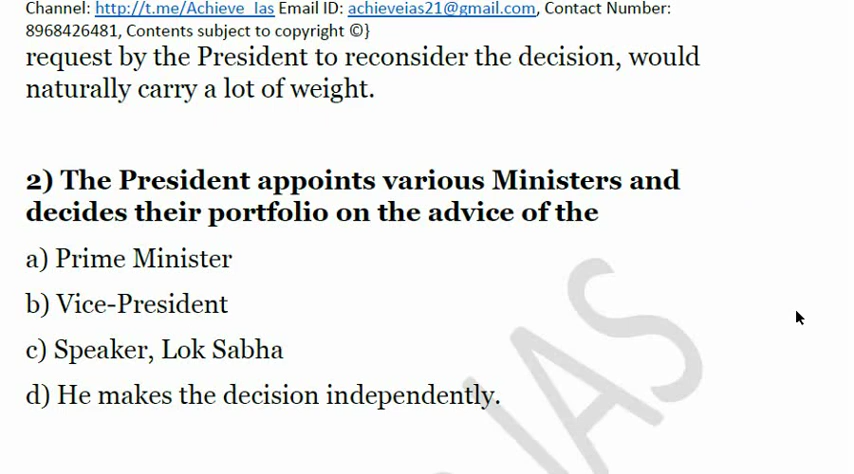 Channel: http://t.me/Achieve_Ias Email ID: achieveias21@gmail.com, Contact Number:
8968426481, Contents subject to copyright ©}
request by the President to reconsider the decision, would
naturally carry a lot of weight.
2) The President appoints various Ministers and
decides their portfolio on the advice of the
a) Prime Minister
b) Vice-President
c) Speaker, Lok Sabha
d) He makes the decision independently.
IAS